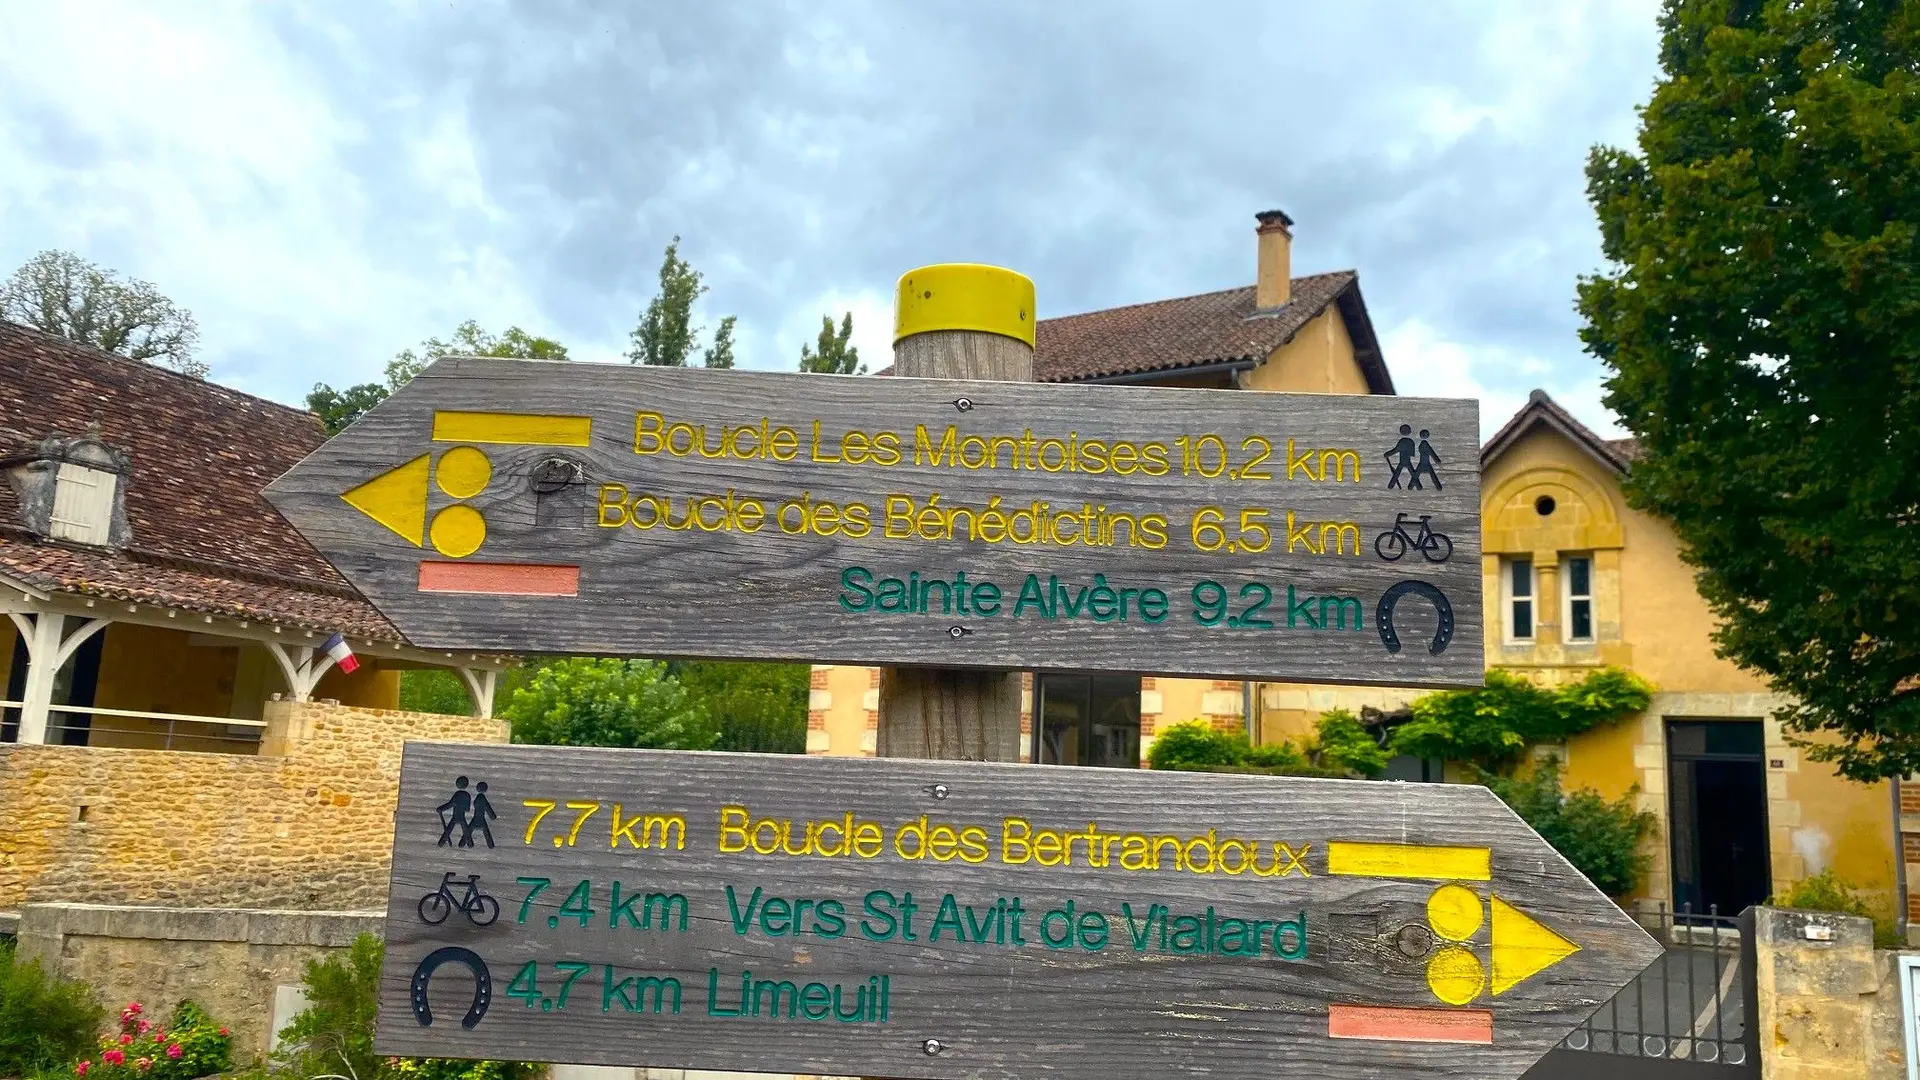 Boucle Les Montoises 10,2 km
Boucle des Bénédictins 6,5 km
Sainte Alvère 9,2 km
7,7 km Boucle des Bertrandoux
7,4 km Vers St Avit de Vialard
4,7 km Limeuil